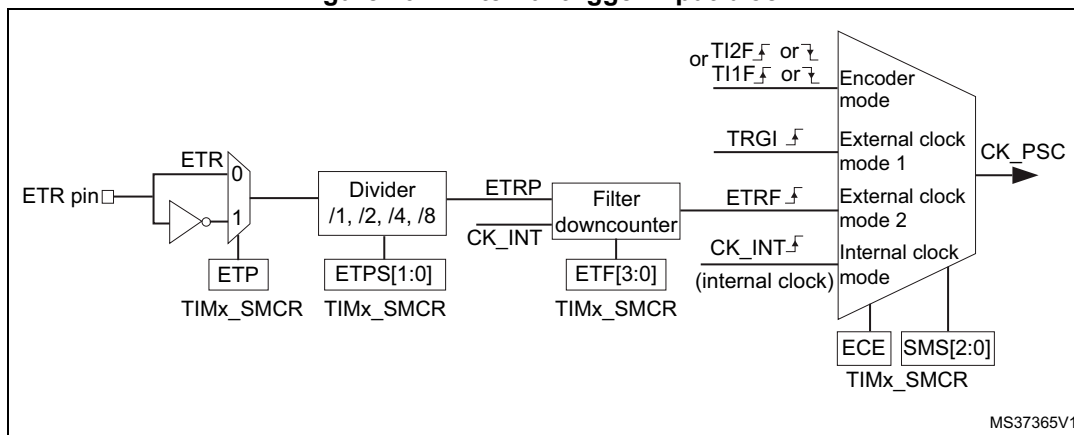 or TI2F or
TI1F or
Encoder
mode
TRGI
External clock
mode 1
CK_PSC
ETR
0
ETR pin
1
Divider
/1, /2, /4, /8
ETRP
CK_INT
Filter
downcounter
ETRF
External clock
mode 2
CK_INT
(internal clock)
Internal clock
mode
ETP
TIMx_SMCR
ETPS[1:0]
TIMx_SMCR
ETF[3:0]
TIMx_SMCR
ECE
SMS[2:0]
TIMx_SMCR
MS37365V1